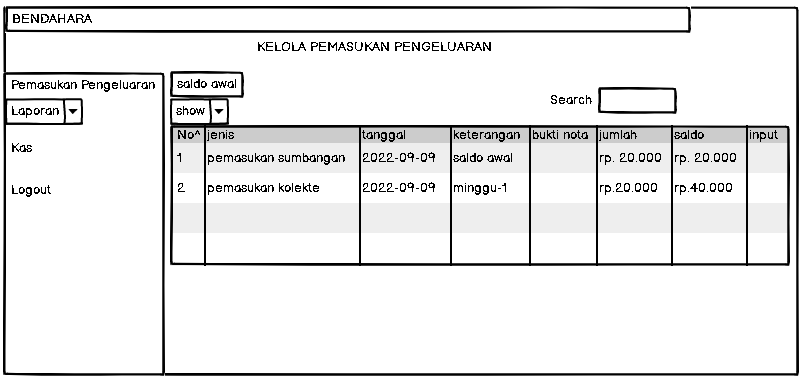 BENDAHARA
KELOLA PEMASUKAN PENGELUARAN
Pemasukan Pengeluaran
Laporan
Kas
Logout
saldo awal
show
Search
No^ jenis tanggal keterangan bukti nota jumlah saldo input
1 pemasukan sumbangan 2022-09-09 saldo awal rp. 20.000 rp. 20.000
2 pemasukan kolekte 2022-09-09 minggu-1 rp.20.000 rp.40.000